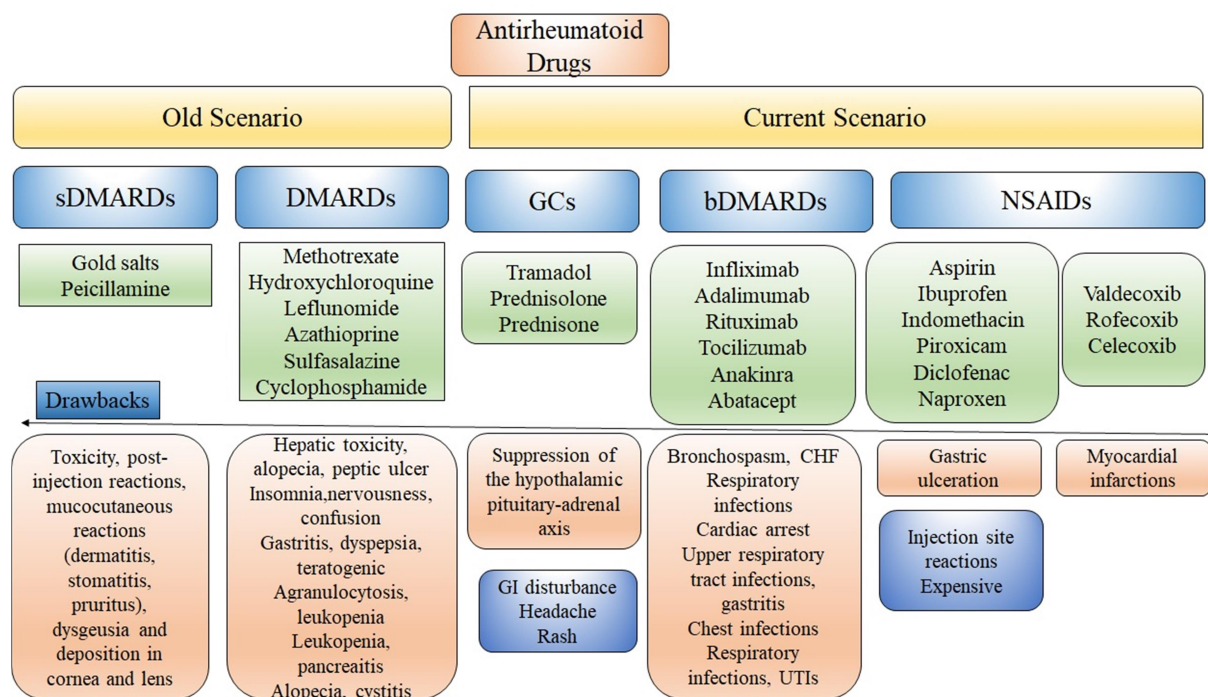 Antirheumatoid
Drugs
Old Scenario
Current Scenario
sDMARDs
DMARDs
GCs
bDMARDs
NSAIDs
Gold salts
Peicillamine
Methotrexate
Hydroxychloroquine
Leflunomide
Azathioprine
Sulfasalazine
Cyclophosphamide
Tramadol
Prednisolone
Prednisone
Infliximab
Adalimumab
Rituximab
Tocilizumab
Anakinra
Abatacept
Aspirin
Ibuprofen
Indomethacin
Piroxicam
Diclofenac
Naproxen
Valdecoxib
Rofecoxib
Celecoxib
Drawbacks
Toxicity, post-
injection reactions,
mucocutaneous
reactions
(dermatitis,
stomatitis,
pruritus),
dysgeusia and
deposition in
cornea and lens
Hepatic toxicity,
alopecia, peptic ulcer
Insomnia,nervousness,
confusion
Gastritis, dyspepsia,
teratogenic
Agranulocytosis,
leukopenia
Leukopenia,
pancreaitis
Alopecia, cystitis
Suppression of
the hypothalamic
pituitary-adrenal
axis
GI disturbance
Headache
Rash
Bronchospasm, CHF
Respiratory
infections
Cardiac arrest
Upper respiratory
tract infections,
gastritis
Chest infections
Respiratory
infections, UTIs
Gastric
ulceration
Injection site
reactions
Expensive
Myocardial
infarctions